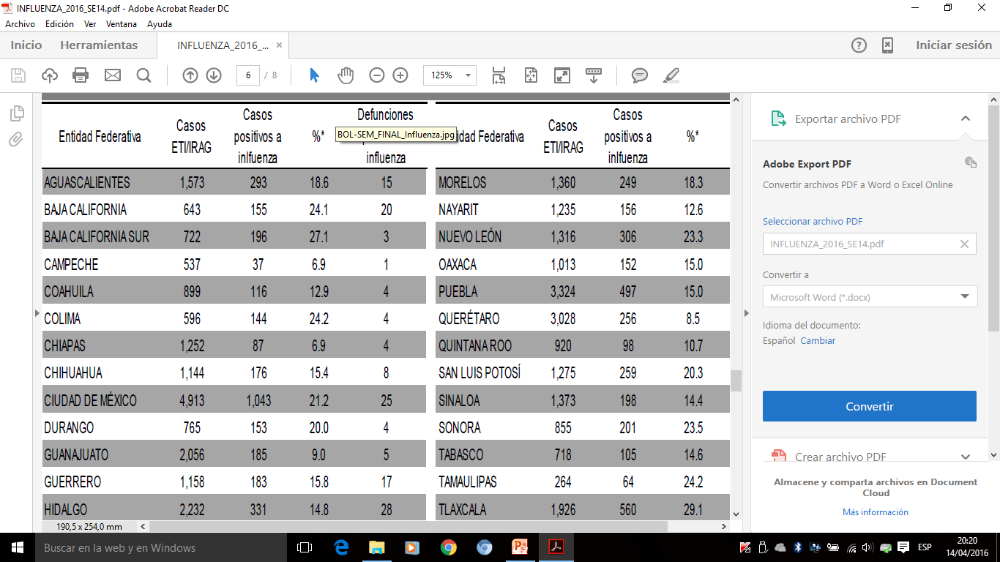 INFLUENZA_2016_SE14.pdf - Adobe Acrobat Reader DC
Archivo Edición Ver Ventana Ayuda
Inicio Herramientas INFLUENZA_2016_... × Iniciar sesión
6 / 8 125%
Entidad Federativa Casos ETI/IRAG Casos positivos a inlfuenza %* Defunciones influenza Entidad Federativa Casos ETI/IRAG Casos positivos a inlfuenza %*
BOL-SEM_FINAL_Influenza.jpg
AGUASCALIENTES 1,573 293 18.6 15 MORELOS 1,360 249 18.3
BAJA CALIFORNIA 643 155 24.1 20 NAYARIT 1,235 156 12.6
BAJA CALIFORNIA SUR 722 196 27.1 3 NUEVO LEÓN 1,316 306 23.3
CAMPECHE 537 37 6.9 1 OAXACA 1,013 152 15.0
COAHUILA 899 116 12.9 4 PUEBLA 3,324 497 15.0
COLIMA 596 144 24.2 4 QUERÉTARO 3,028 256 8.5
CHIAPAS 1,252 87 6.9 4 QUINTANA ROO 920 98 10.7
CHIHUAHUA 1,144 176 15.4 8 SAN LUIS POTOSÍ 1,275 259 20.3
CIUDAD DE MÉXICO 4,913 1,043 21.2 25 SINALOA 1,373 198 14.4
DURANGO 765 153 20.0 4 SONORA 855 201 23.5
GUANAJUATO 2,056 185 9.0 5 TABASCO 718 105 14.6
GUERRERO 1,158 183 15.8 17 TAMAULIPAS 264 64 24.2
HIDALGO 2,232 331 14.8 28 TLAXCALA 1,926 560 29.1
190,5 x 254,0 mm
Exportar archivo PDF
Adobe Export PDF
Convertir archivos PDF a Word o Excel Online
Seleccionar archivo PDF
INFLUENZA_2016_SE14.pdf
Convertir a
Microsoft Word (*.docx)
Idioma del documento:
Español Cambiar
Convertir
Crear archivo PDF
Almacene y comparta archivos en Document
Cloud
Más información
Buscar en la web y en Windows
ESP
20:20
14/04/2016